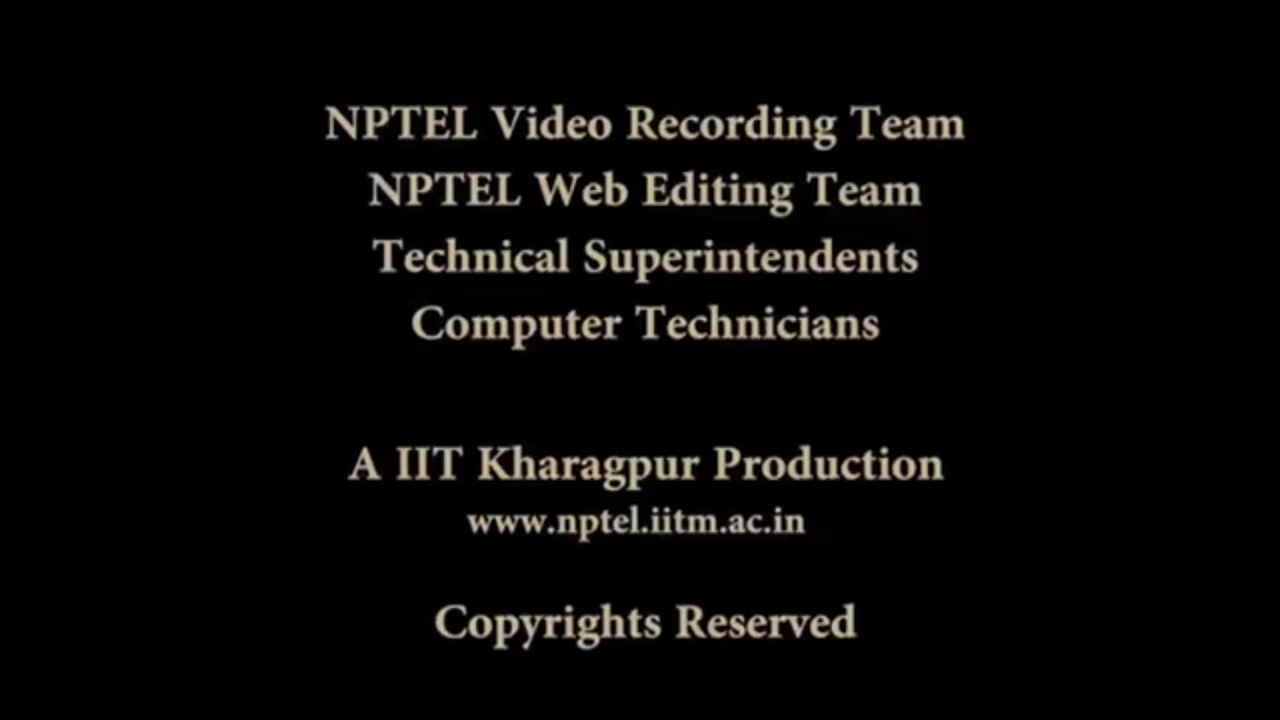 NPTEL Video Recording Team
NPTEL Web Editing Team
Technical Superintendents
Computer Technicians
A IIT Kharagpur Production
www.nptel.iitm.ac.in
Copyrights Reserved